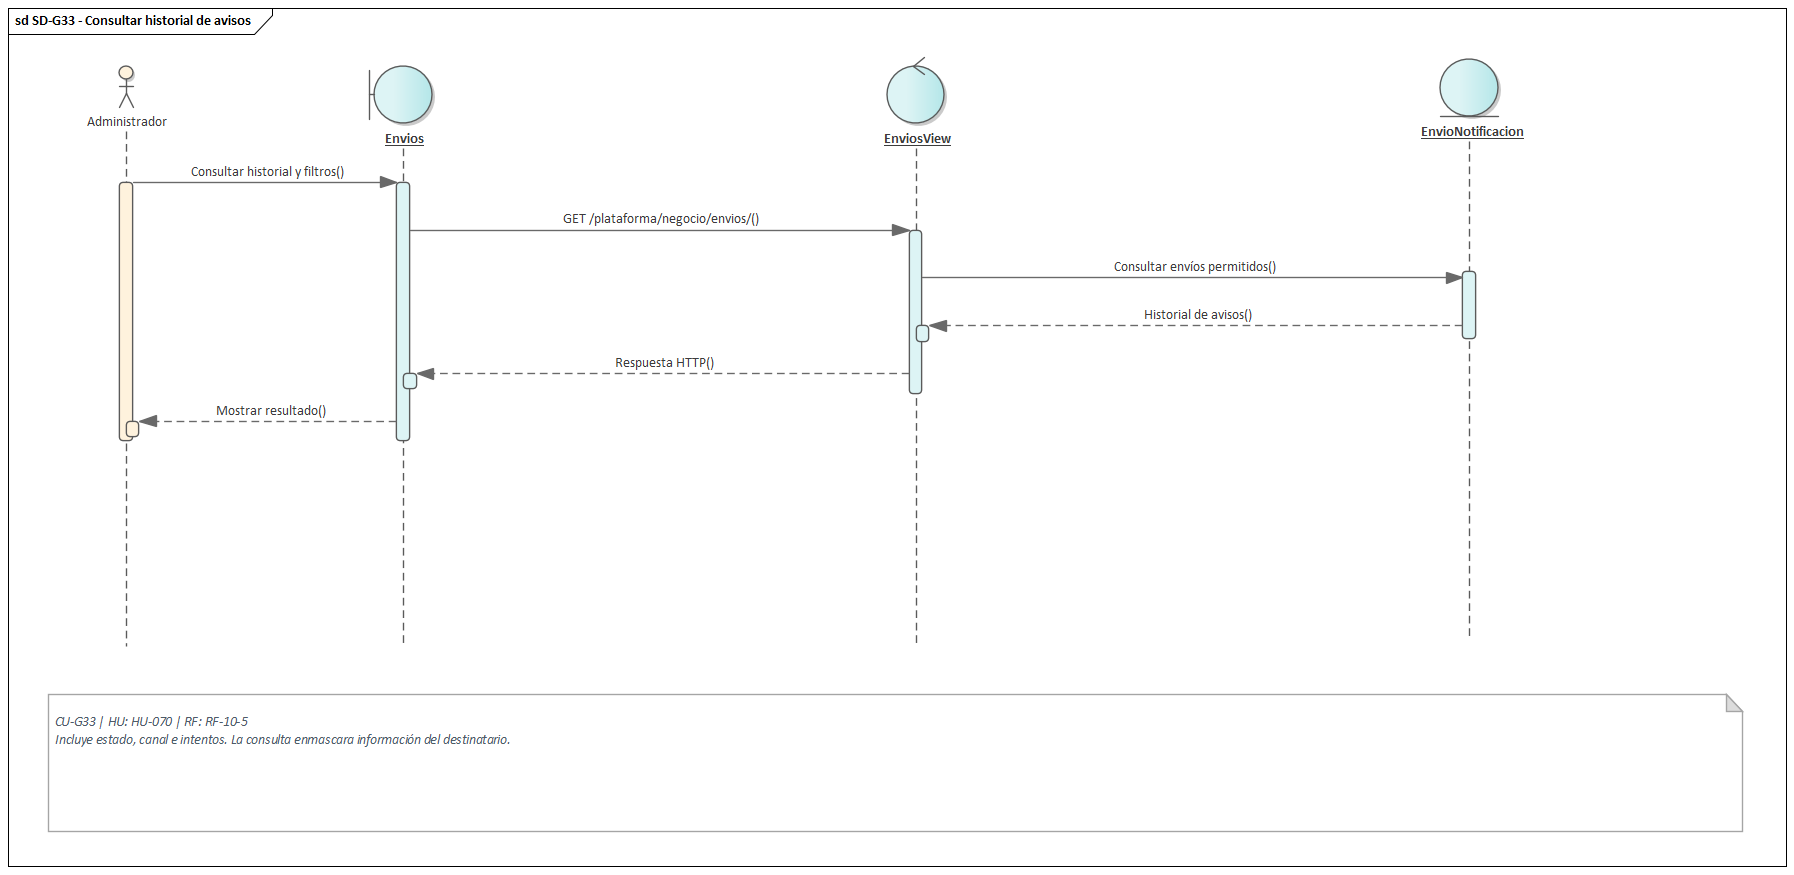 sd SD-G33 - Consultar historial de avisos
Administrador
Envios
EnviosView
EnvioNotificacion
Consultar historial y filtros()
GET /plataforma/negocio/envios/()
Consultar envíos permitidos()
Historial de avisos()
Respuesta HTTP()
Mostrar resultado()
CU-G33 | HU: HU-070 | RF: RF-10-5
Incluye estado, canal e intentos. La consulta enmascara información del destinatario.